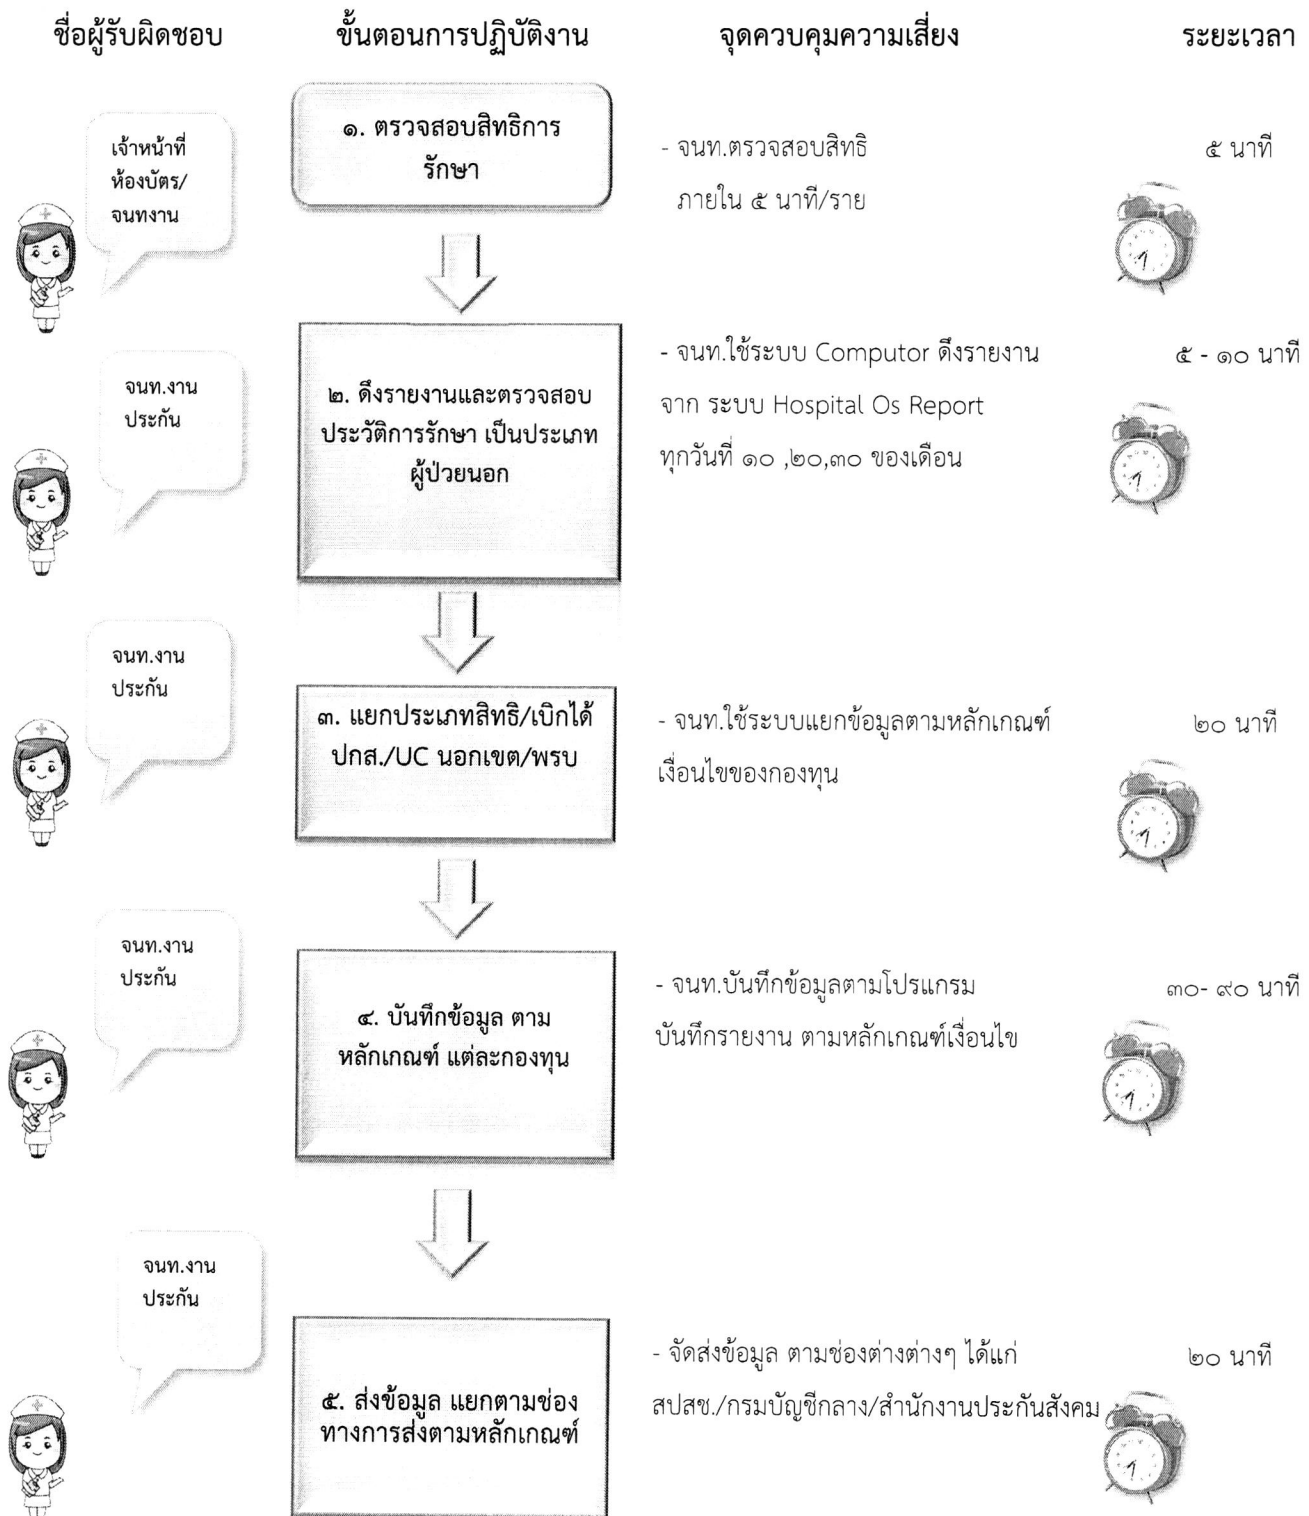 ชื่อผู้รับผิดชอบ ขั้นตอนการปฏิบัติงาน จุดควบคุมความเสี่ยง ระยะเวลา
เจ้าหน้าที่
ห้องบัตร/
จนทงาน
๑. ตรวจสอบสิทธิการ
รักษา
- จนท.ตรวจสอบสิทธิ
ภายใน ๕ นาที/ราย
๕ นาที
จนท.งาน
ประกัน
๒. ดึงรายงานและตรวจสอบ
ประวัติการรักษา เป็นประเภท
ผู้ป่วยนอก
- จนท.ใช้ระบบ Computor ดึงรายงาน
จาก ระบบ Hospital Os Report
ทุกวันที่ ๑๐ ,๒๐,๓๐ ของเดือน
๕ - ๑๐ นาที
จนท.งาน
ประกัน
๓. แยกประเภทสิทธิ/เบิกได้
ปกส./UC นอกเขต/พรบ
- จนท.ใช้ระบบแยกข้อมูลตามหลักเกณฑ์
เงื่อนไขของกองทุน
๒๐ นาที
จนท.งาน
ประกัน
๔. บันทึกข้อมูล ตาม
หลักเกณฑ์ แต่ละกองทุน
- จนท.บันทึกข้อมูลตามโปรแกรม
บันทึกรายงาน ตามหลักเกณฑ์เงื่อนไข
๓๐- ๙๐ นาที
จนท.งาน
ประกัน
๕. ส่งข้อมูล แยกตามช่อง
ทางการส่งตามหลักเกณฑ์
- จัดส่งข้อมูล ตามช่องต่างต่างๆ ได้แก่
สปสช./กรมบัญชีกลาง/สำนักงานประกันสังคม
๒๐ นาที